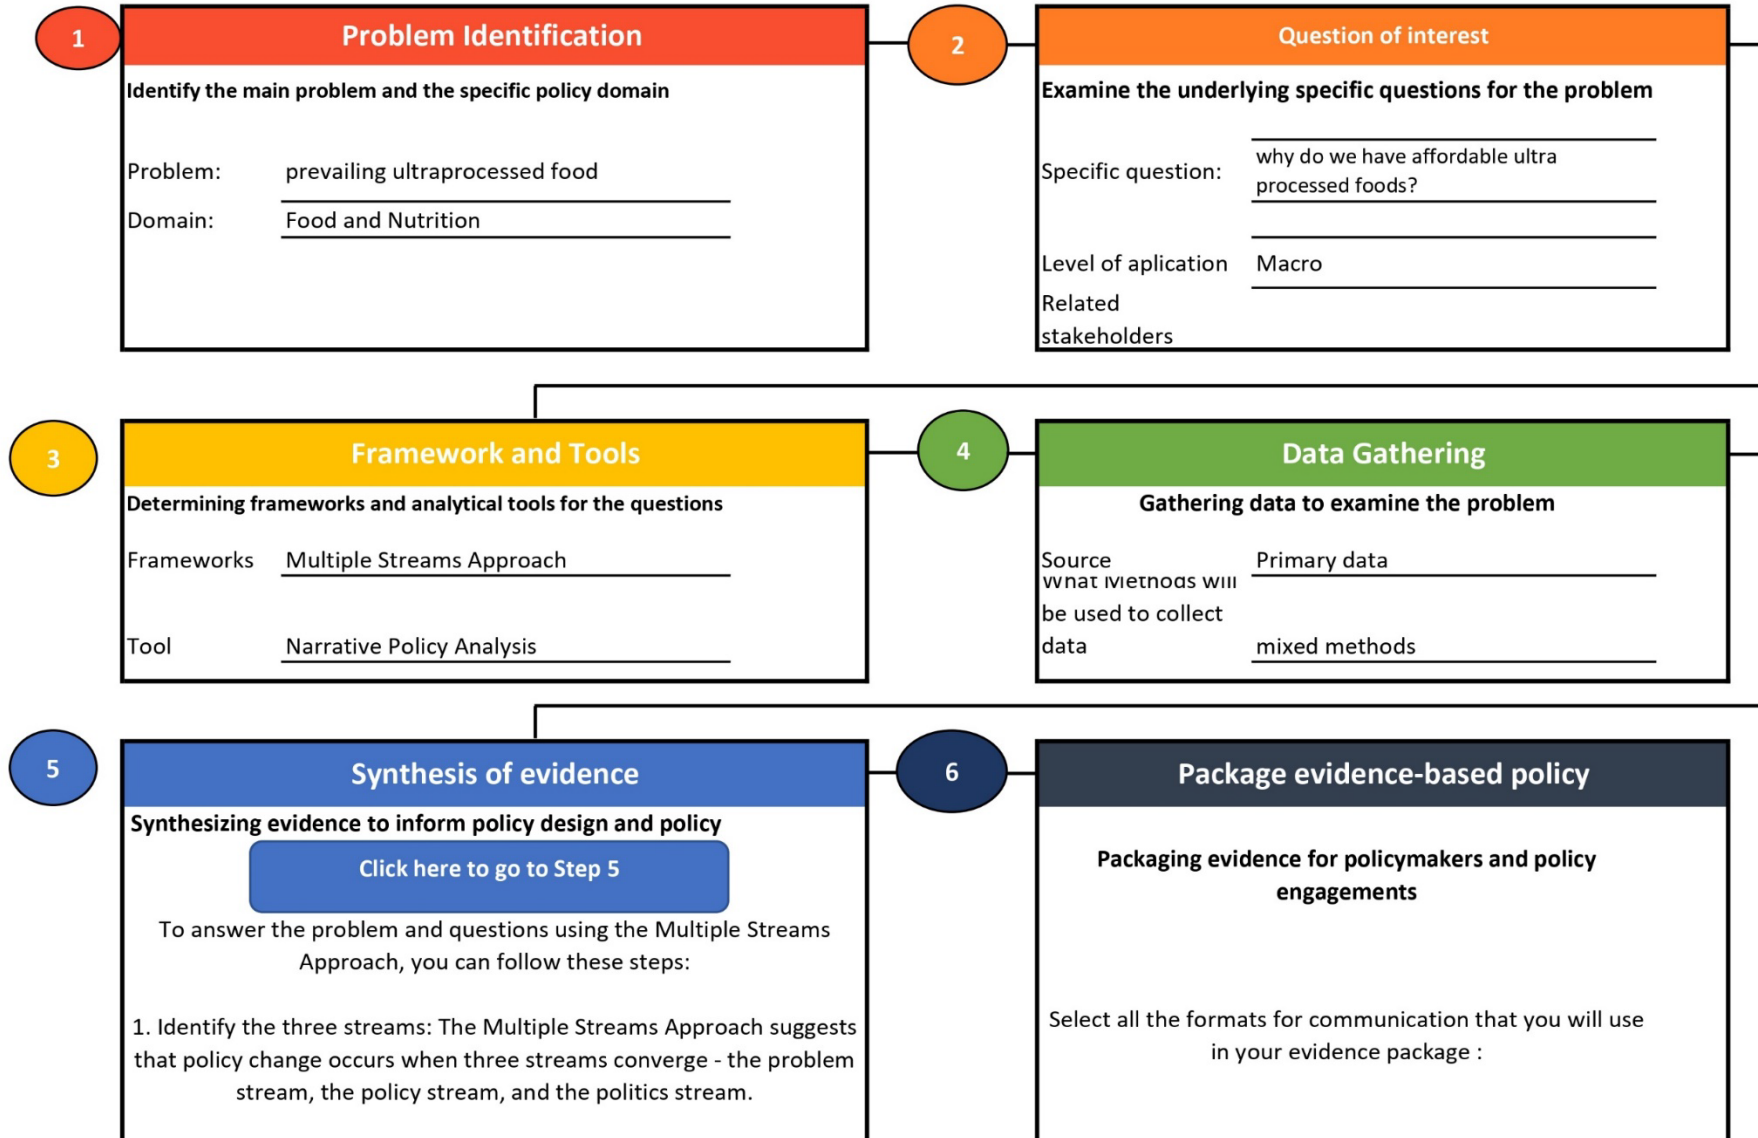 1
Problem Identification
Identify the main problem and the specific policy domain
Problem: prevailing ultraprocessed food
Domain: Food and Nutrition
2
Question of interest
Examine the underlying specific questions for the problem
Specific question: why do we have affordable ultra
processed foods?
Level of aplication Macro
Related
stakeholders
3
Framework and Tools
Determining frameworks and analytical tools for the questions
Frameworks Multiple Streams Approach
Tool Narrative Policy Analysis
4
Data Gathering
Gathering data to examine the problem
Source Primary data
What Methods will
be used to collect
data mixed methods
5
Synthesis of evidence
Synthesizing evidence to inform policy design and policy
Click here to go to Step 5
To answer the problem and questions using the Multiple Streams
Approach, you can follow these steps:
1. Identify the three streams: The Multiple Streams Approach suggests
that policy change occurs when three streams converge - the problem
stream, the policy stream, and the politics stream.
6
Package evidence-based policy
Packaging evidence for policymakers and policy
engagements
Select all the formats for communication that you will use
in your evidence package :